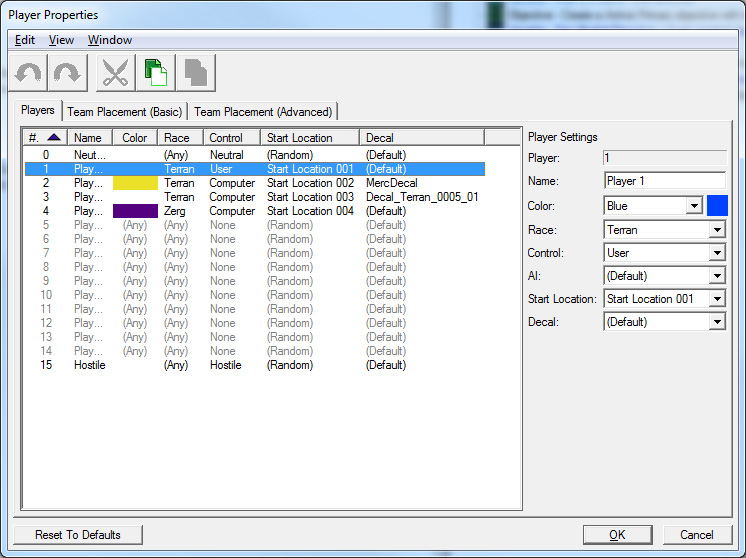 Player Properties
Edit View Window
Players Team Placement (Basic) Team Placement (Advanced)
#. Name Color Race Control Start Location Decal
0 Neut... (Any) Neutral (Random) (Default)
1 Play... Terran User Start Location 001 (Default)
2 Play... Terran Computer Start Location 002 MercDecal
3 Play... Terran Computer Start Location 003 Decal_Terran_0005_01
4 Play... Zerg Computer Start Location 004 (Default)
5 Play... (Any) (Any) None (Random) (Default)
6 Play... (Any) (Any) None (Random) (Default)
7 Play... (Any) (Any) None (Random) (Default)
8 Play... (Any) (Any) None (Random) (Default)
9 Play... (Any) (Any) None (Random) (Default)
10 Play... (Any) (Any) None (Random) (Default)
11 Play... (Any) (Any) None (Random) (Default)
12 Play... (Any) (Any) None (Random) (Default)
13 Play... (Any) (Any) None (Random) (Default)
14 Play... (Any) (Any) None (Random) (Default)
15 Hostile (Any) Hostile (Random) (Default)
Player Settings
Player: 1
Name: Player 1
Color: Blue
Race: Terran
Control: User
AI: (Default)
Start Location: Start Location 001
Decal: (Default)
Reset To Defaults OK Cancel